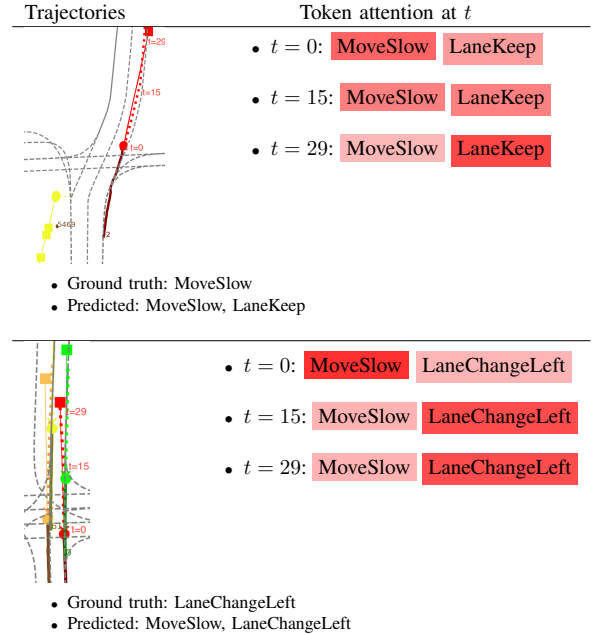 Trajectories Token attention at t
t=29
t=15
t=0
5469
2
• t = 0: MoveSlow LaneKeep
• t = 15: MoveSlow LaneKeep
• t = 29: MoveSlow LaneKeep
• Ground truth: MoveSlow
• Predicted: MoveSlow, LaneKeep
t=29
t=15
t=0
• t = 0: MoveSlow LaneChangeLeft
• t = 15: MoveSlow LaneChangeLeft
• t = 29: MoveSlow LaneChangeLeft
• Ground truth: LaneChangeLeft
• Predicted: MoveSlow, LaneChangeLeft